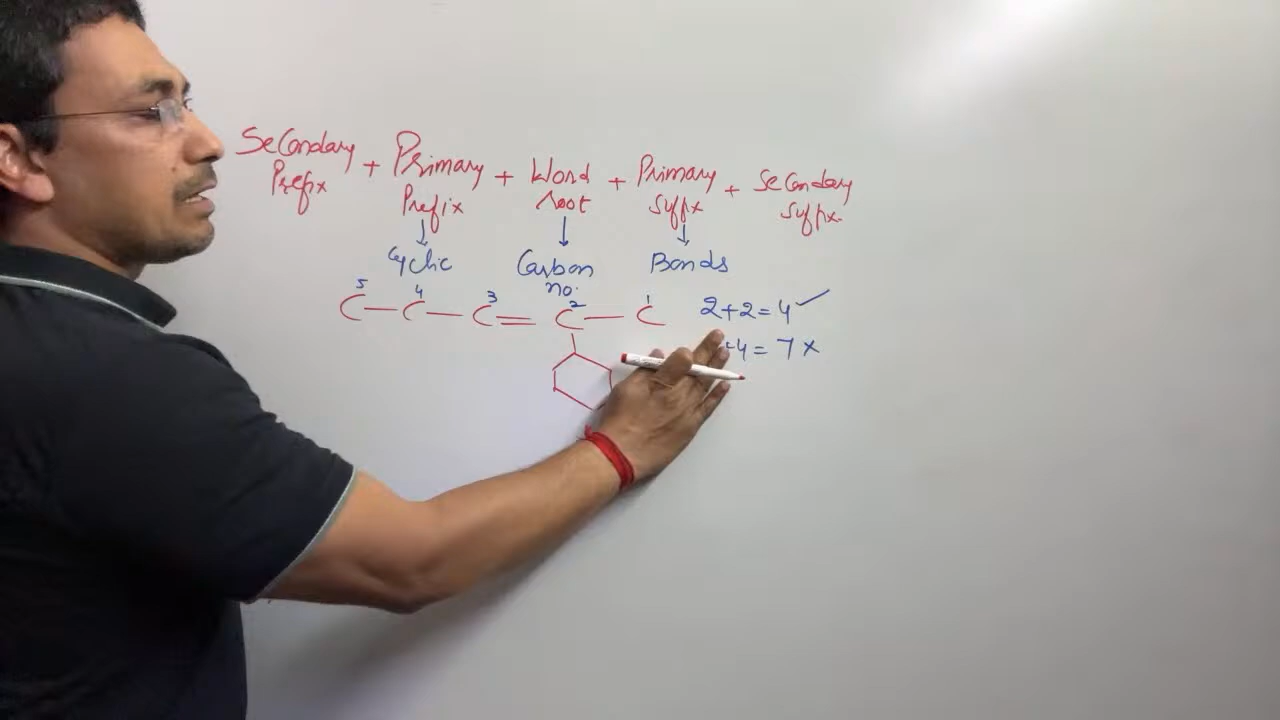 Secondary + Primary + Word + Primary + Secondary
Prefix Prefix root Suffix Suffix.
Cyclic Carbon Bonds
no.
5 4 3 2 1
C — C — C = C — C
2+2=4 ✓
+4=7 ×